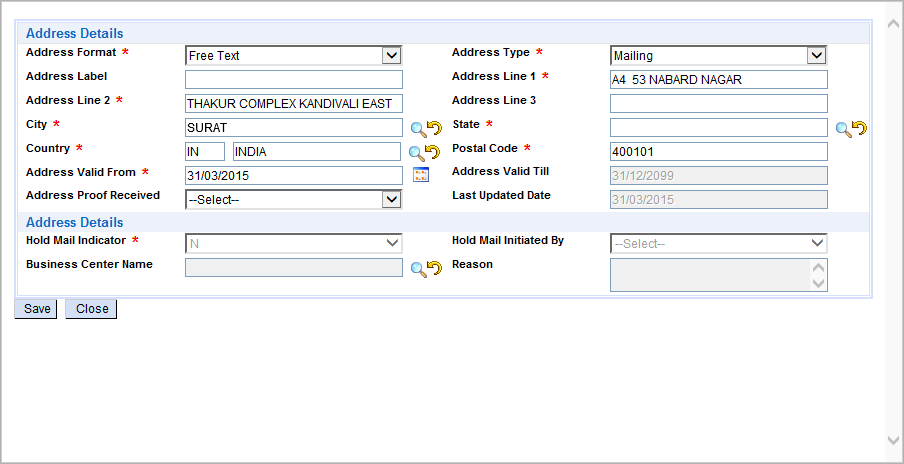 Address Details
Address Format * Free Text Address Type * Mailing
Address Label Address Line 1 * A4 53 NABARD NAGAR
Address Line 2 * THAKUR COMPLEX KANDIVALI EAST Address Line 3
City * SURAT State *
Country * IN INDIA Postal Code * 400101
Address Valid From * 31/03/2015 Address Valid Till 31/12/2099
Address Proof Received --Select-- Last Updated Date 31/03/2015
Address Details
Hold Mail Indicator * N Hold Mail Initiated By --Select--
Business Center Name Reason
Save Close